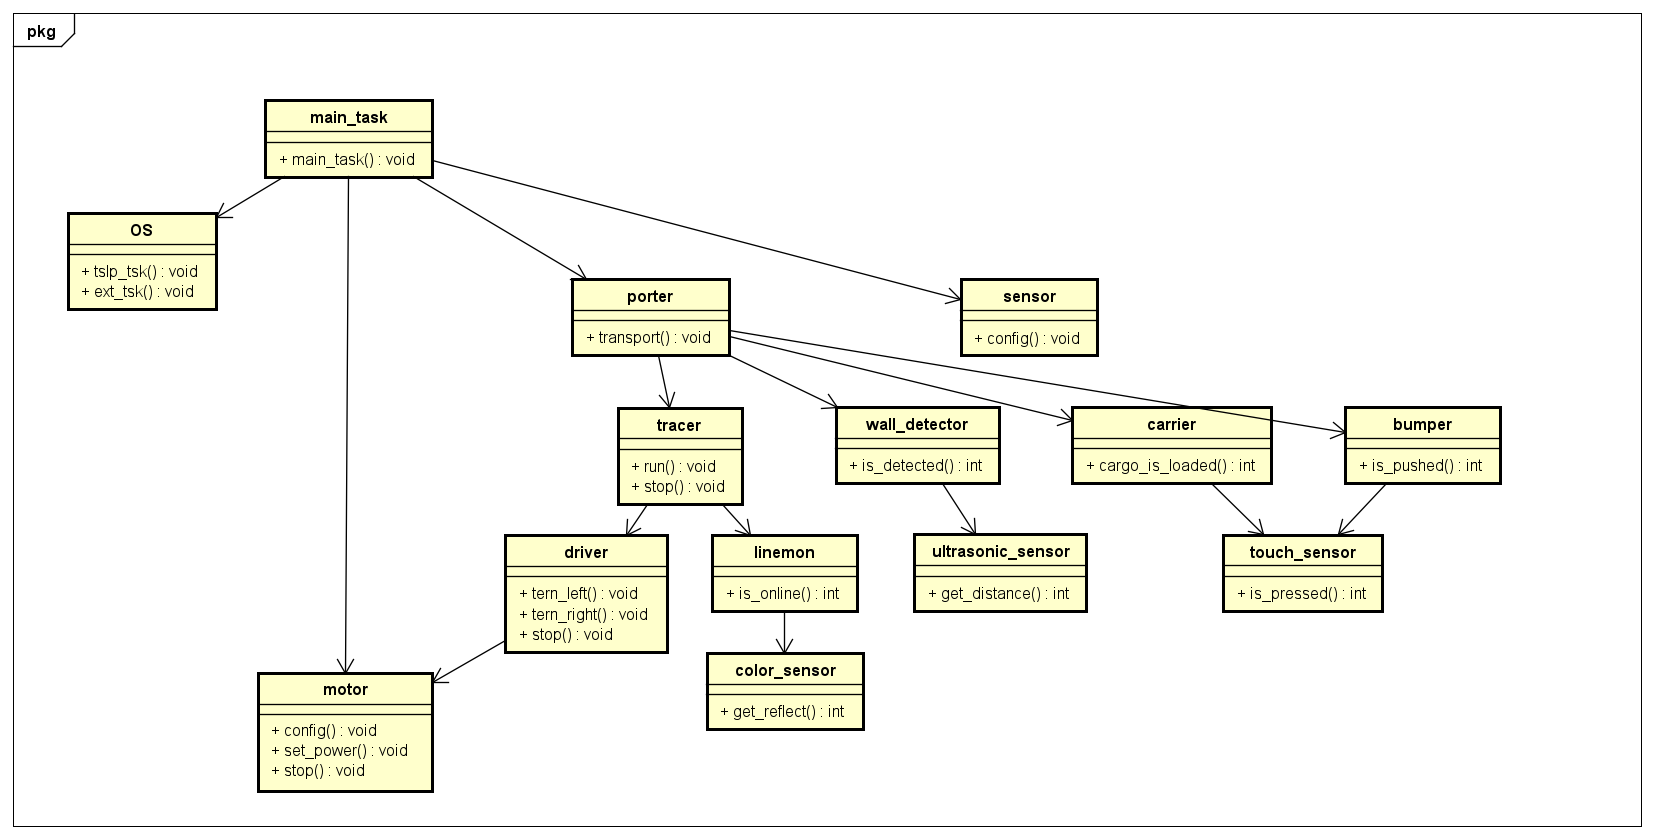 pkg
main_task
+ main_task() : void
OS
+ tslp_tsk() : void
+ ext_tsk() : void
porter
+ transport() : void
sensor
+ config() : void
tracer
+ run() : void
+ stop() : void
wall_detector
+ is_detected() : int
carrier
+ cargo_is_loaded() : int
bumper
+ is_pushed() : int
driver
+ tern_left() : void
+ tern_right() : void
+ stop() : void
linemon
+ is_online() : int
ultrasonic_sensor
+ get_distance() : int
touch_sensor
+ is_pressed() : int
motor
+ config() : void
+ set_power() : void
+ stop() : void
color_sensor
+ get_reflect() : int